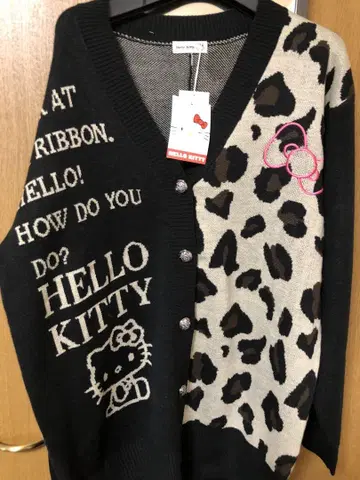 AT
RIBBON.
HELLO!
HOW DO YOU
DO?
HELLO
KITTY
HELLO KITTY